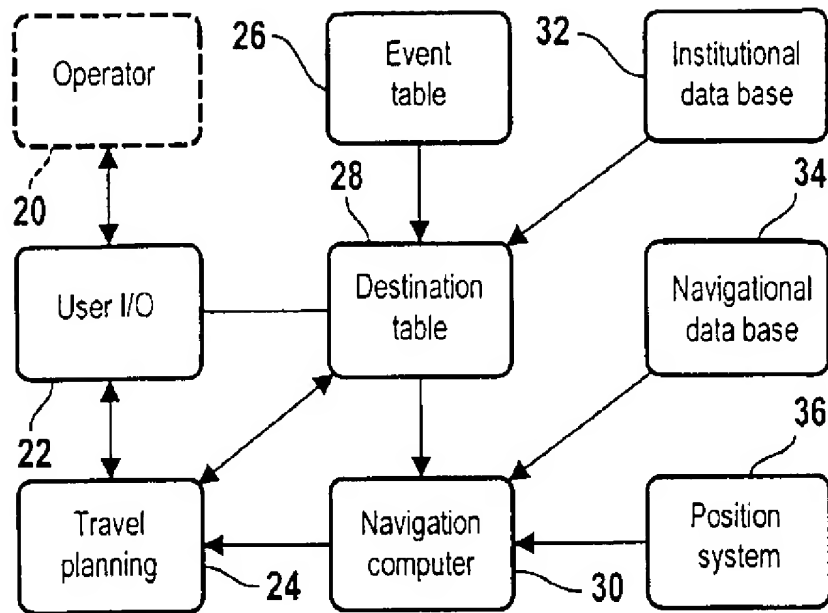 26
32
Operator
Event
table
Institutional
data base
20
28
34
User I/O
Destination
table
Navigational
data base
22
36
Travel
planning
Navigation
computer
Position
system
24
30